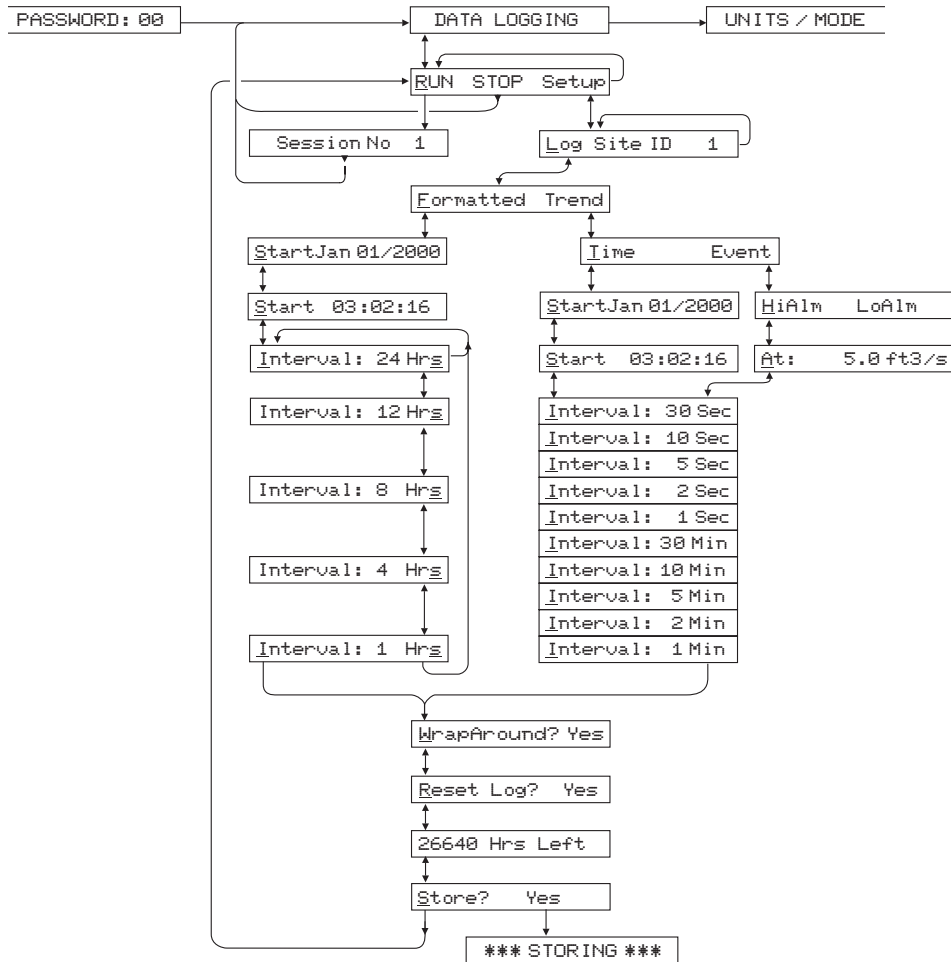 PASSWORD: 00
DATA LOGGING
UNITS / MODE
RUN STOP Setup
Session No 1
Log Site ID 1
Formatted Trend
StartJan 01/2000
Time Event
Start 03:02:16
StartJan 01/2000
HiAlm LoAlm
Interval: 24 Hrs
Start 03:02:16
At: 5.0 ft3/s
Interval: 12 Hrs
Interval: 8 Hrs
Interval: 4 Hrs
Interval: 1 Hrs
Interval: 30 Sec
Interval: 10 Sec
Interval: 5 Sec
Interval: 2 Sec
Interval: 1 Sec
Interval: 30 Min
Interval: 10 Min
Interval: 5 Min
Interval: 2 Min
Interval: 1 Min
WrapAround? Yes
Reset Log? Yes
26640 Hrs Left
Store? Yes
*** STORING ***